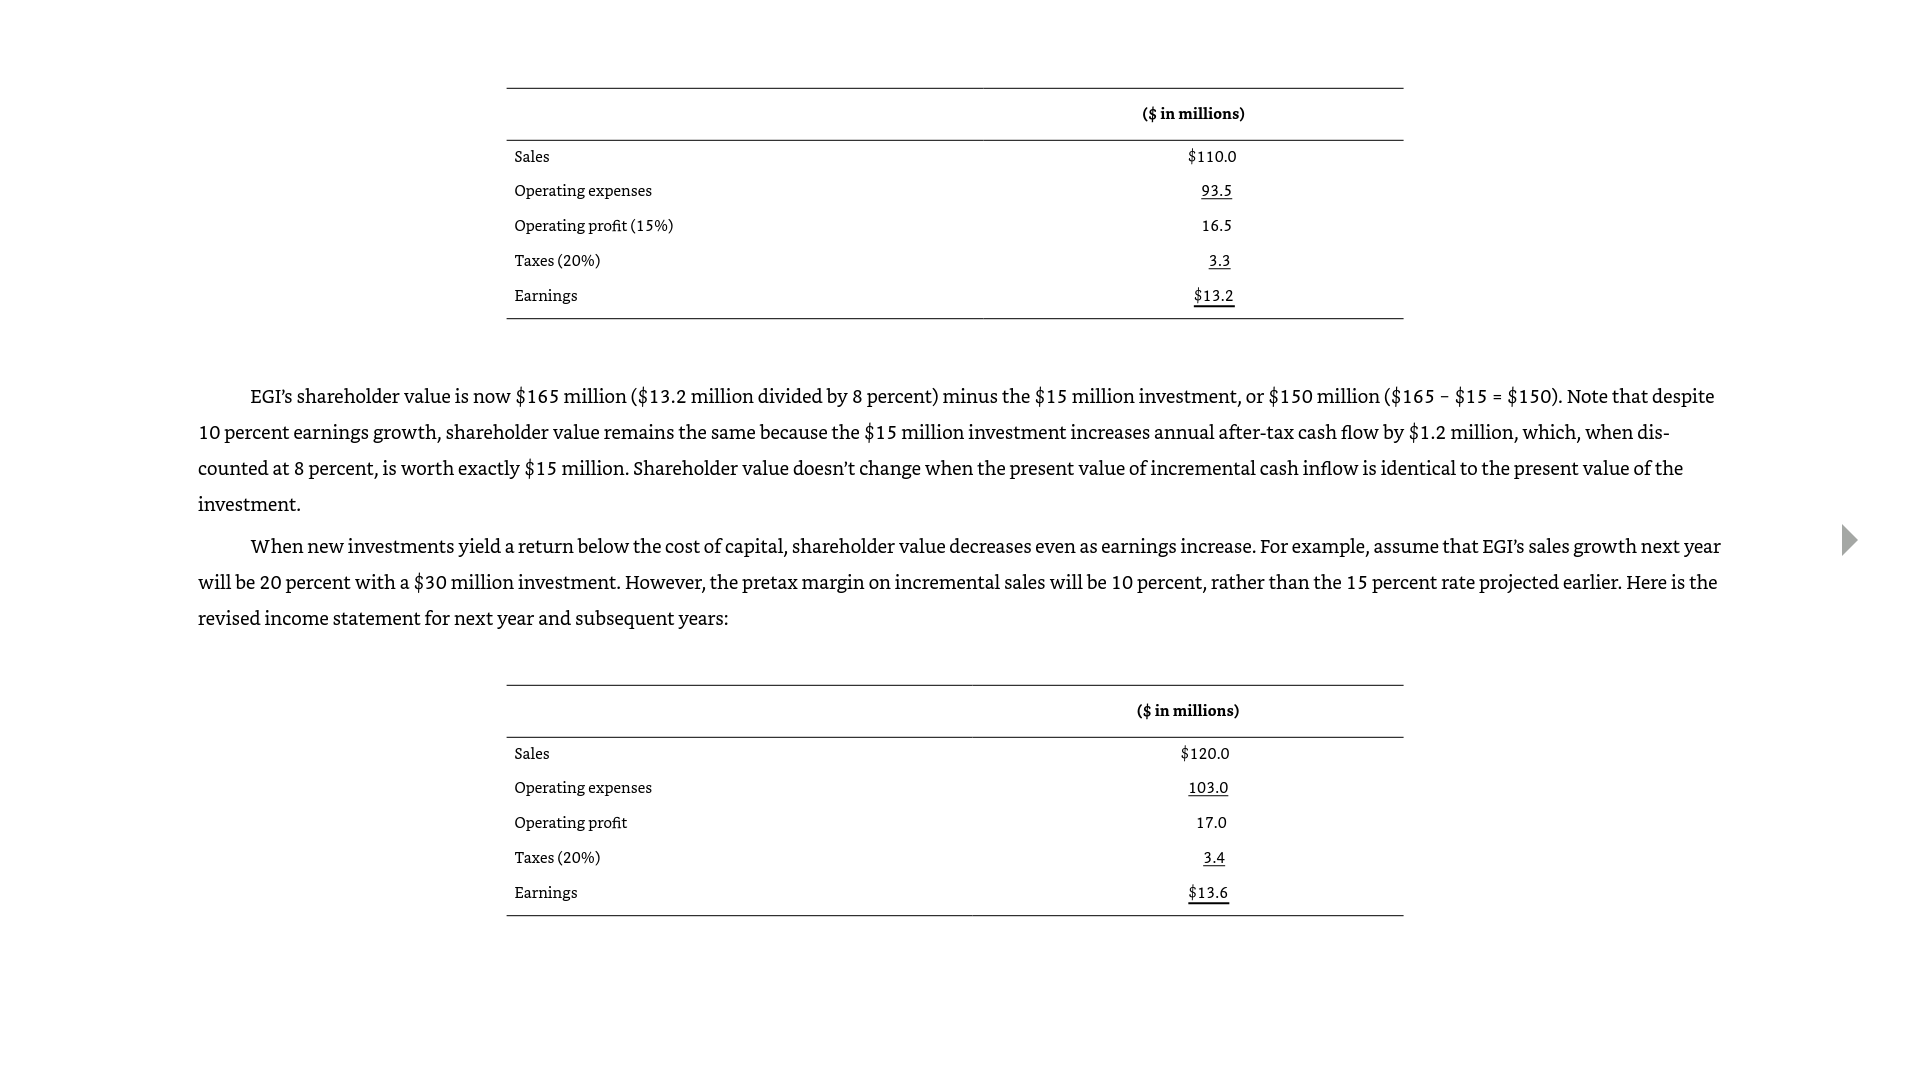 ($ in millions)
Sales $110.0
Operating expenses 93.5
Operating profit (15%) 16.5
Taxes (20%) 3.3
Earnings $13.2
EGI’s shareholder value is now $165 million ($13.2 million divided by 8 percent) minus the $15 million investment, or $150 million ($165 − $15 = $150). Note that despite
10 percent earnings growth, shareholder value remains the same because the $15 million investment increases annual after-tax cash flow by $1.2 million, which, when dis-
counted at 8 percent, is worth exactly $15 million. Shareholder value doesn’t change when the present value of incremental cash inflow is identical to the present value of the
investment.
When new investments yield a return below the cost of capital, shareholder value decreases even as earnings increase. For example, assume that EGI’s sales growth next year
will be 20 percent with a $30 million investment. However, the pretax margin on incremental sales will be 10 percent, rather than the 15 percent rate projected earlier. Here is the
revised income statement for next year and subsequent years:
($ in millions)
Sales $120.0
Operating expenses 103.0
Operating profit 17.0
Taxes (20%) 3.4
Earnings $13.6